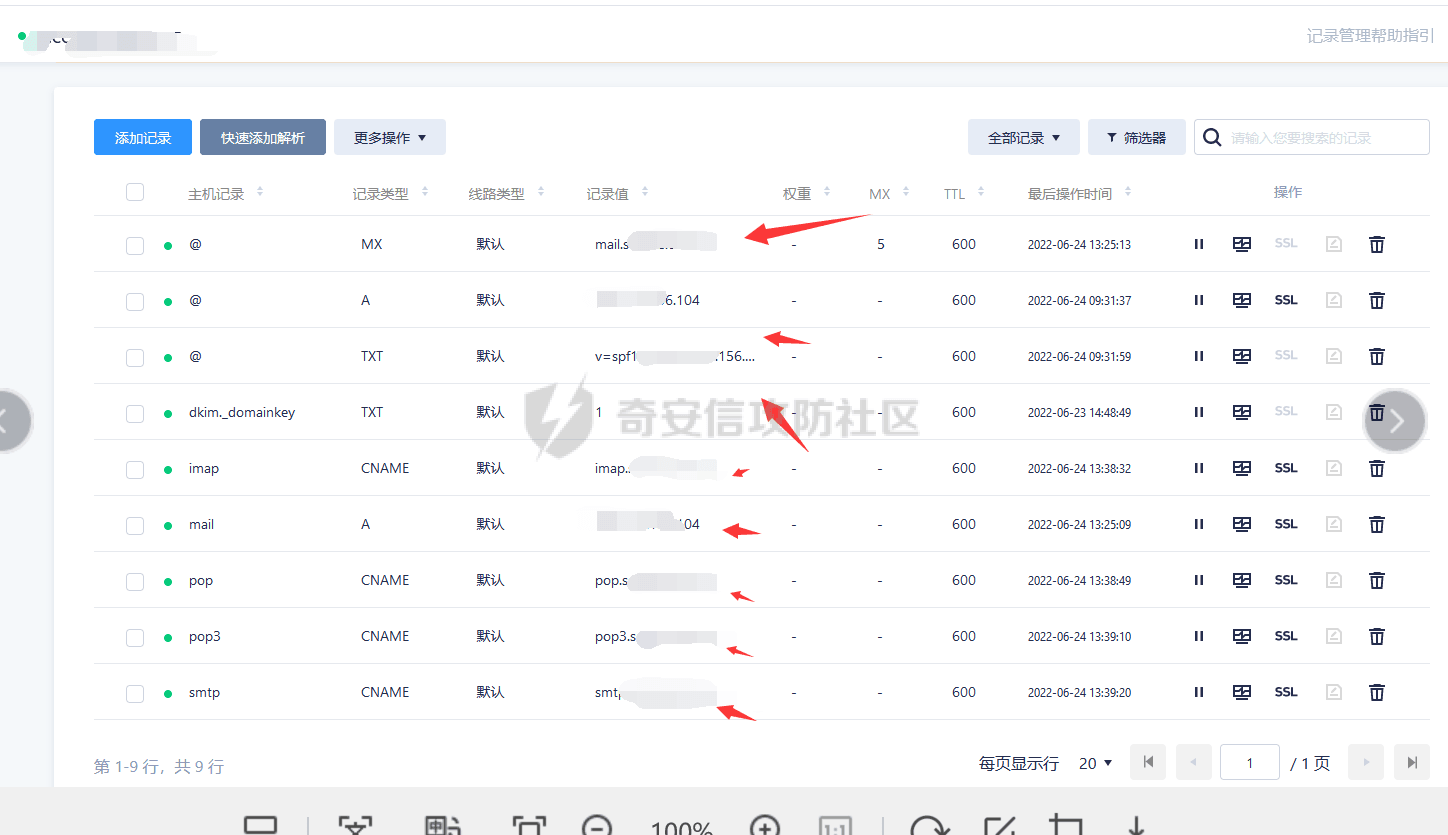 记录管理帮助指引
添加记录 快速添加解析 更多操作 全部记录 筛选器 请输入您要搜索的记录
主机记录 记录类型 线路类型 记录值 权重 MX TTL 最后操作时间 操作
@ MX 默认 mail.s - 5 600 2022-06-24 13:25:13 SSL
@ A 默认 6.104 - - 600 2022-06-24 09:31:37 SSL
@ TXT 默认 v=spf1 .156.... - - 600 2022-06-24 09:31:59 SSL
dkim._domainkey TXT 默认 1 - - 600 2022-06-23 14:48:49 SSL
奇安信攻防社区
imap CNAME 默认 imap. - - 600 2022-06-24 13:38:32 SSL
mail A 默认 104 - - 600 2022-06-24 13:25:09 SSL
pop CNAME 默认 pop.s - - 600 2022-06-24 13:38:49 SSL
pop3 CNAME 默认 pop3.s - - 600 2022-06-24 13:39:10 SSL
smtp CNAME 默认 smt - - 600 2022-06-24 13:39:20 SSL
第 1-9 行，共 9 行 每页显示行 20 1 / 1 页
100% 1:1